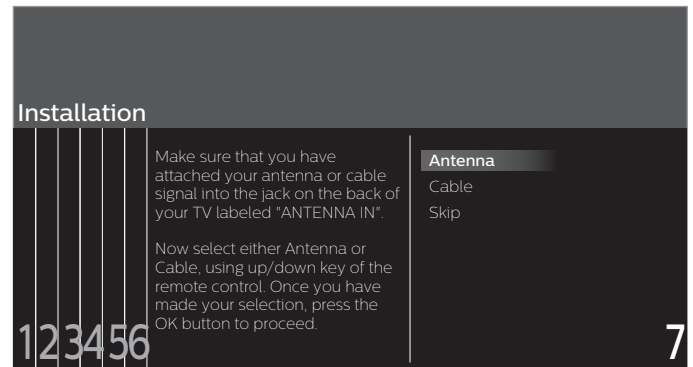 Installation
Make sure that you have
attached your antenna or cable
signal into the jack on the back of
your TV labeled "ANTENNA IN".
Now select either Antenna or
Cable, using up/down key of the
remote control. Once you have
made your selection, press the
OK button to proceed.
Antenna
Cable
Skip
123456
7